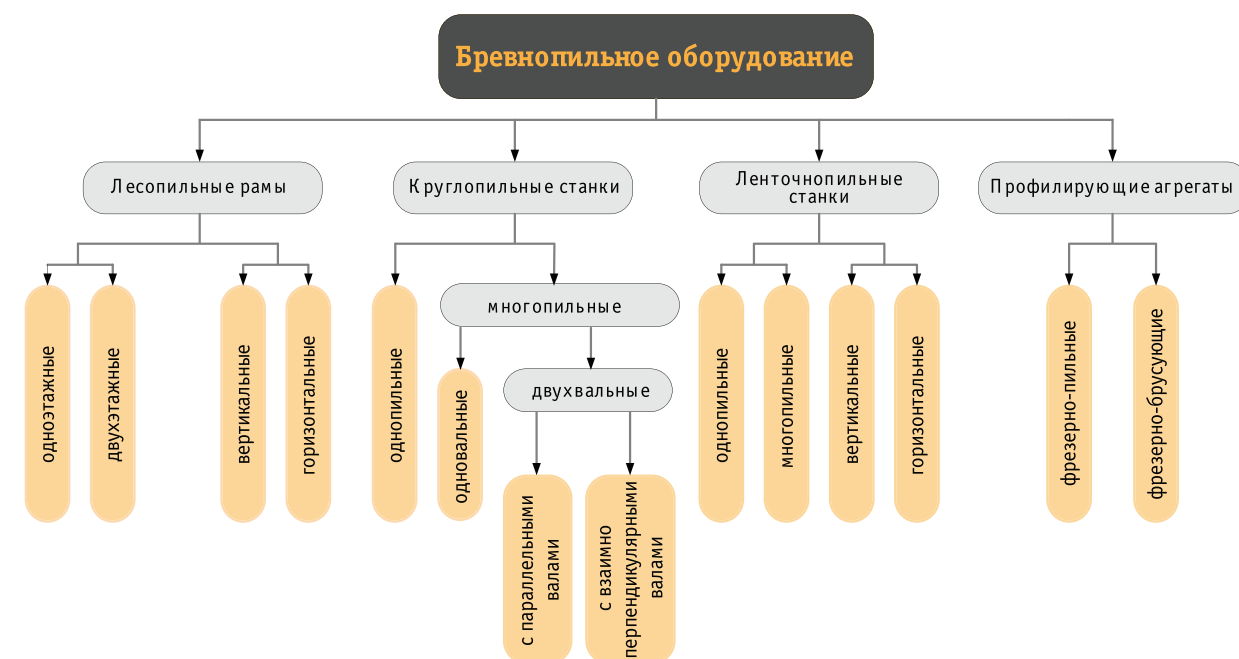 Бревнопильное оборудование
Лесопильные рамы
Круглопильные станки
Ленточнопильные
станки
Профилирующие агрегаты
одноэтажные
двухэтажные
вертикальные
горизонтальные
однопильные
многопильные
одновальные
двухвальные
с параллельными
валами
с взаимно
перпендикулярными
валами
однопильные
многопильные
вертикальные
горизонтальные
фрезерно-пильные
фрезерно-брусующие